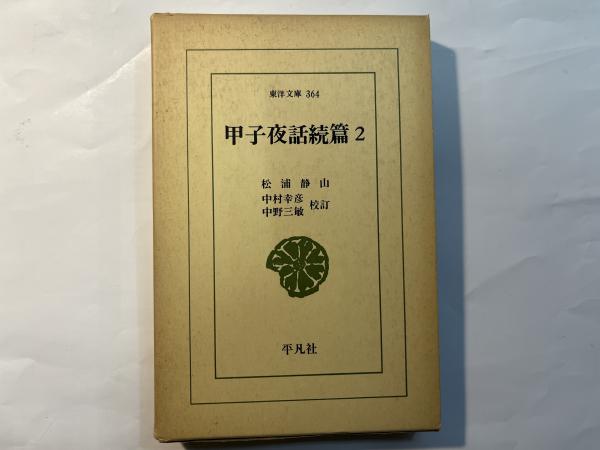 東洋文庫 364
甲子夜話続篇 2
松浦静山
中村幸彦
中野三敏
校訂
平凡社